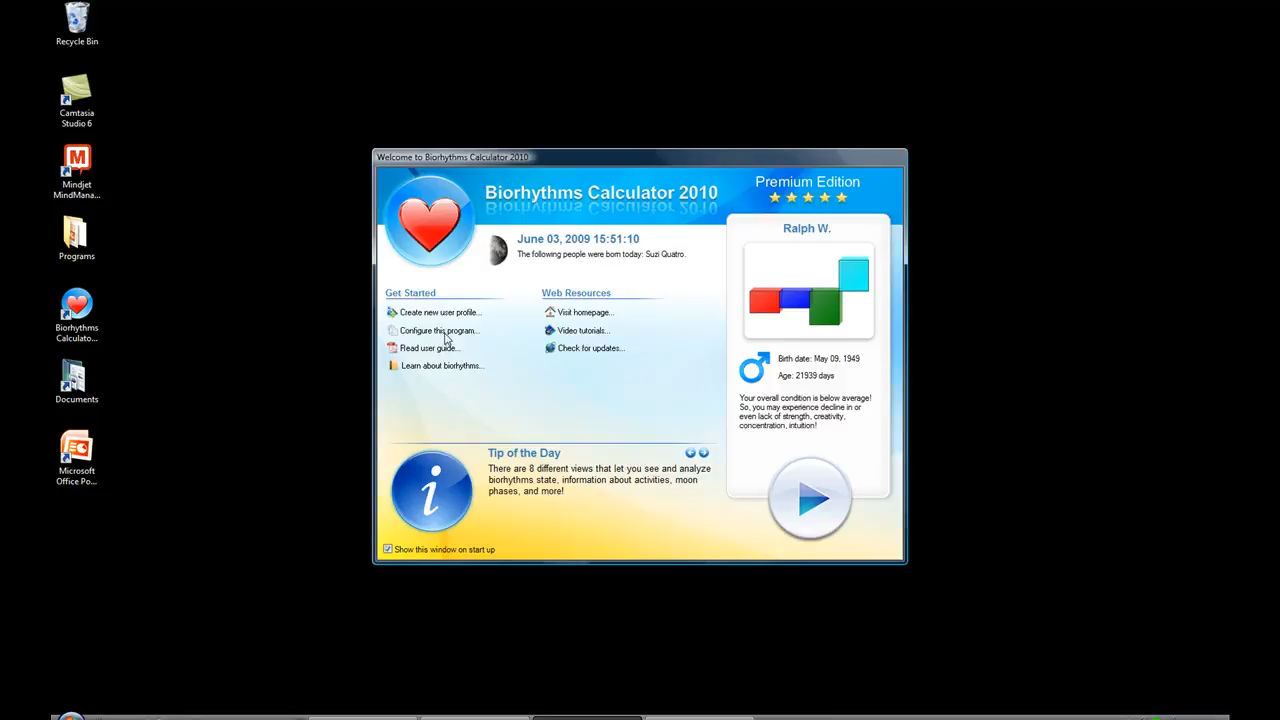 Recycle Bin
Camtasia
Studio 6
Mindjet
MindMana...
Programs
Biorhythms
Calculato...
Documents
Microsoft
Office Po...
Welcome to Biorhythms Calculator 2010
Biorhythms Calculator 2010
Premium Edition
June 03, 2009 15:51:10
The following people were born today: Suzi Quatro.
Get Started
Create new user profile...
Configure this program...
Read user guide...
Learn about biorhythms...
Web Resources
Visit homepage...
Video tutorials...
Check for updates...
Ralph W.
Birth date: May 09, 1949
Age: 21939 days
Your overall condition is below average!
So, you may experience decline in or
even lack of strength, creativity,
concentration, intuition!
Tip of the Day
There are 8 different views that let you see and analyze
biorhythms state, information about activities, moon
phases, and more!
Show this window on start up